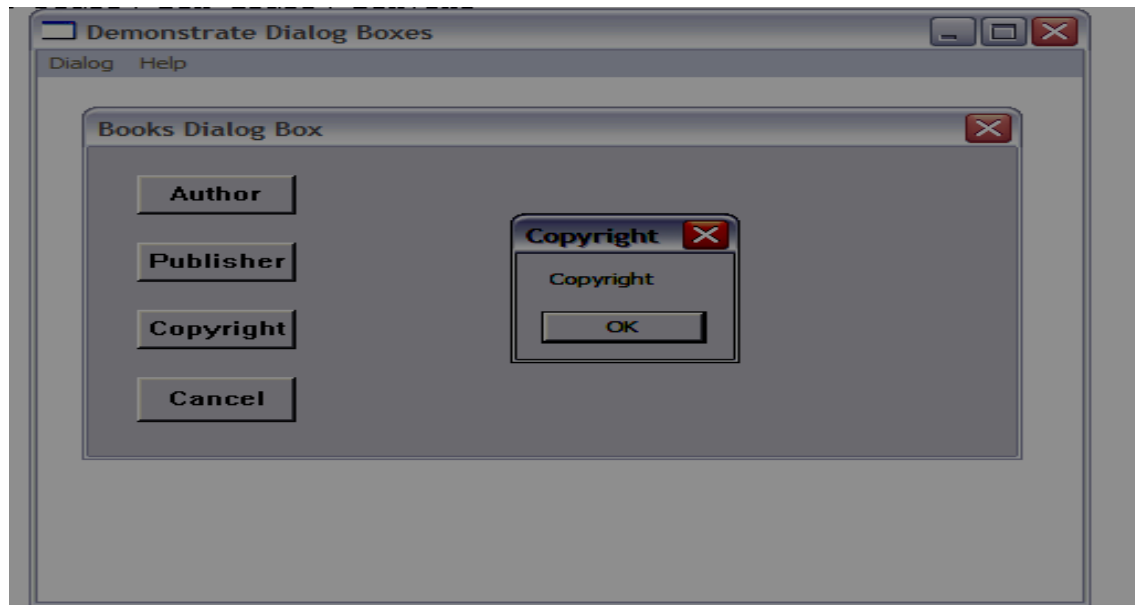 Demonstrate Dialog Boxes
Dialog Help
Books Dialog Box
Author
Publisher
Copyright
Cancel
Copyright
Copyright
OK